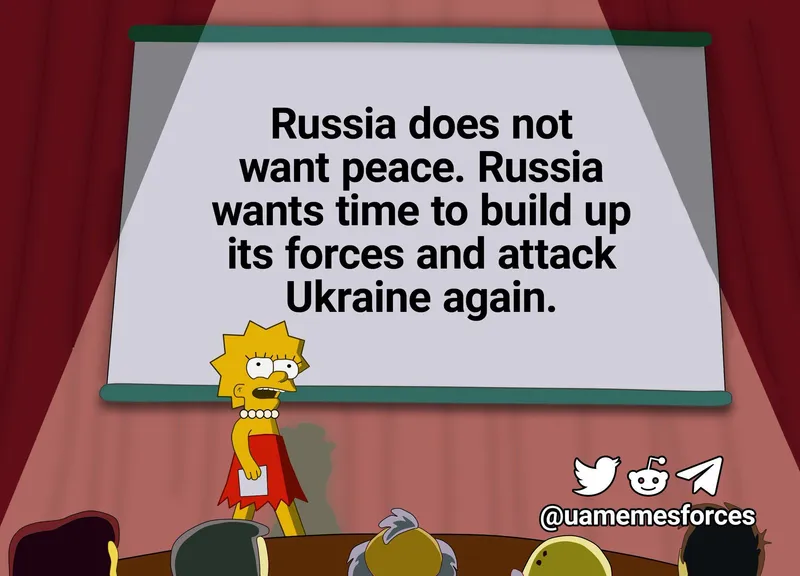 Russia does not
want peace. Russia
wants time to build up
its forces and attack
Ukraine again.
@uamemesforces